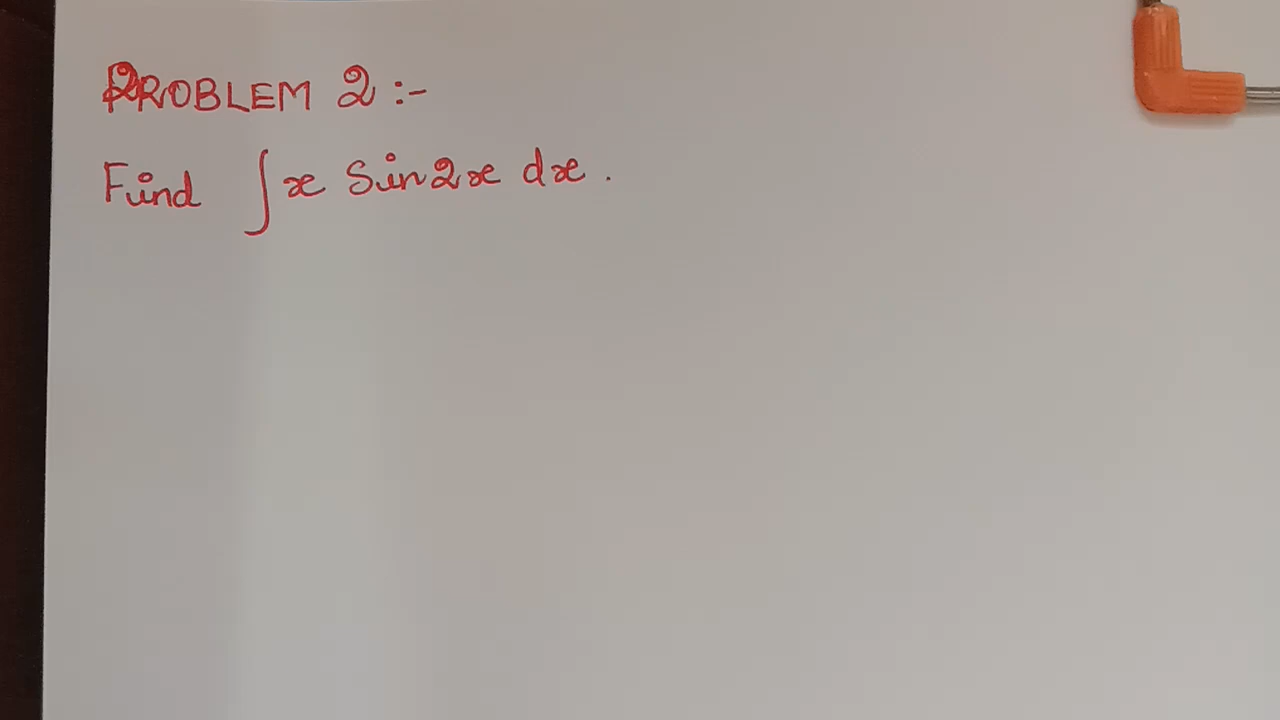 PROBLEM 2 :-
Find ∫ x Sin2x dx .